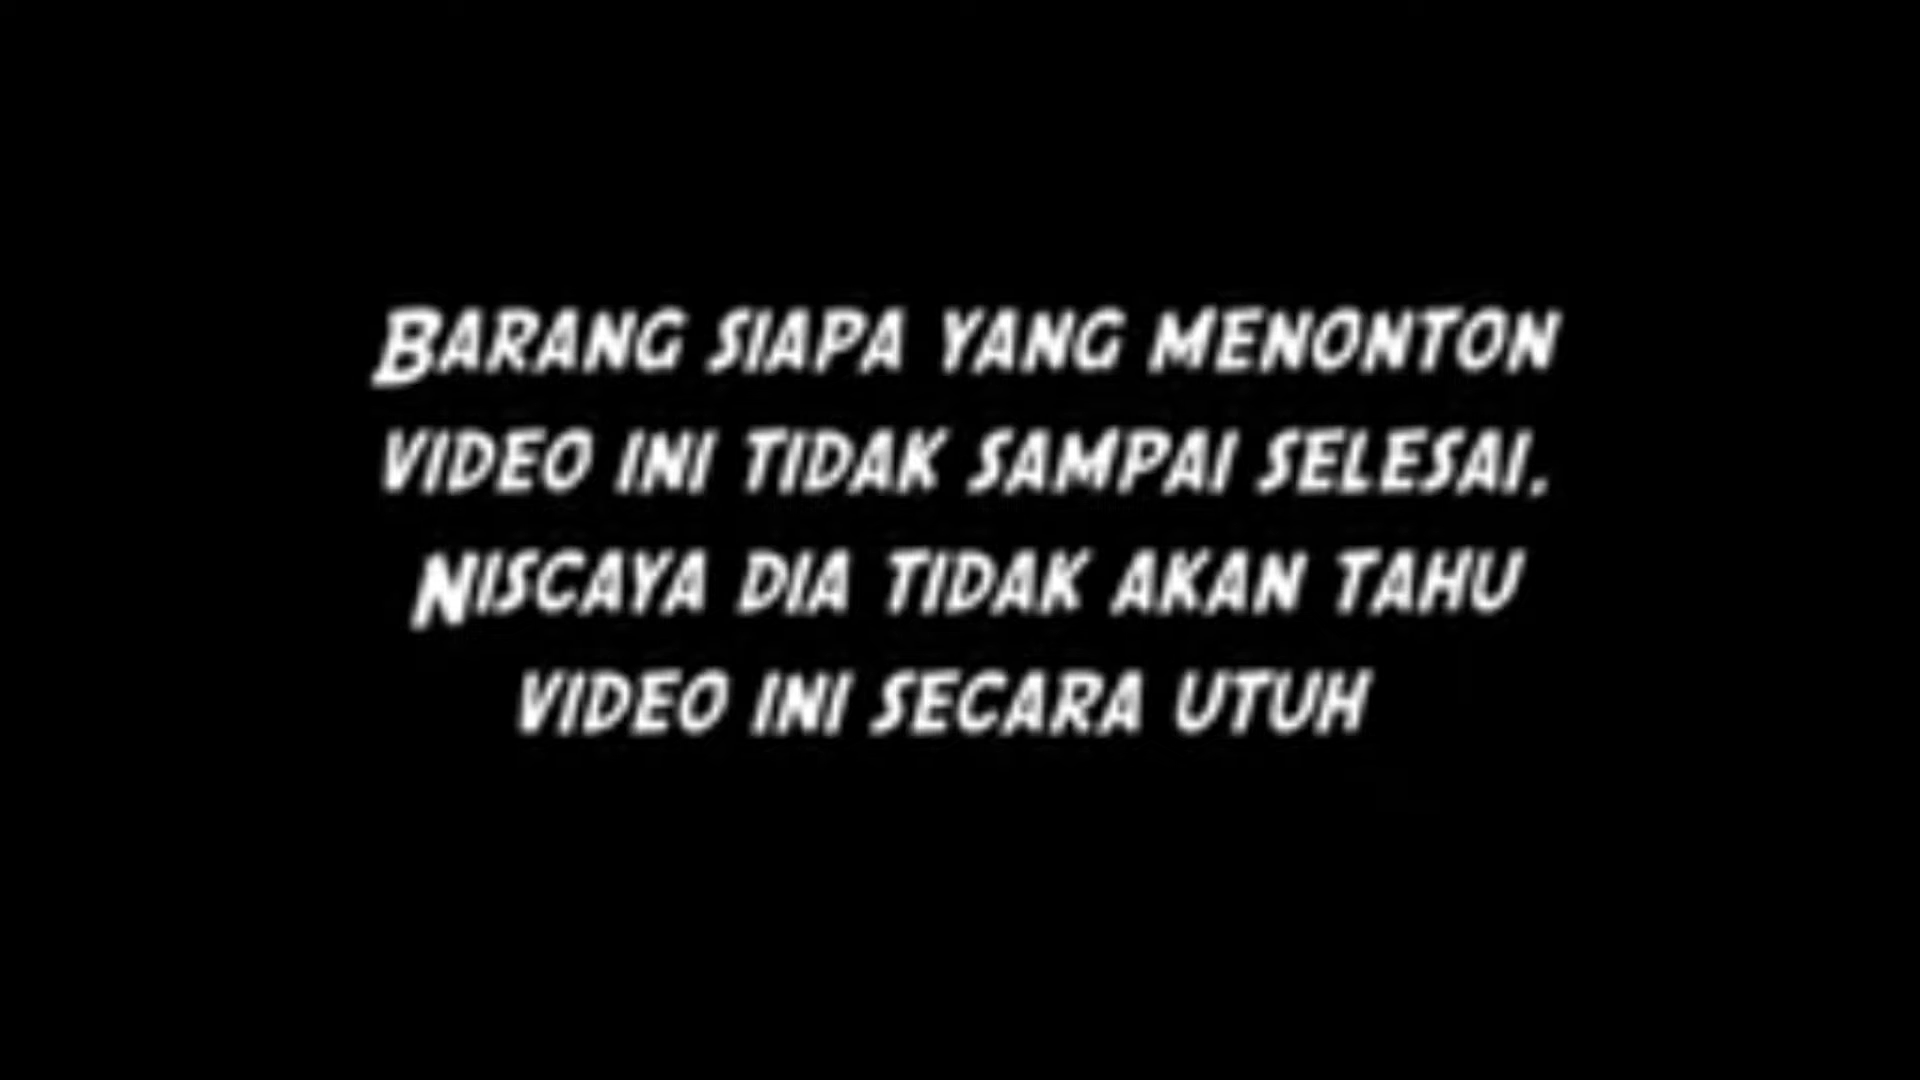 Barang siapa yang menonton
video ini tidak sampai selesai.
Niscaya dia tidak akan tahu
video ini secara utuh